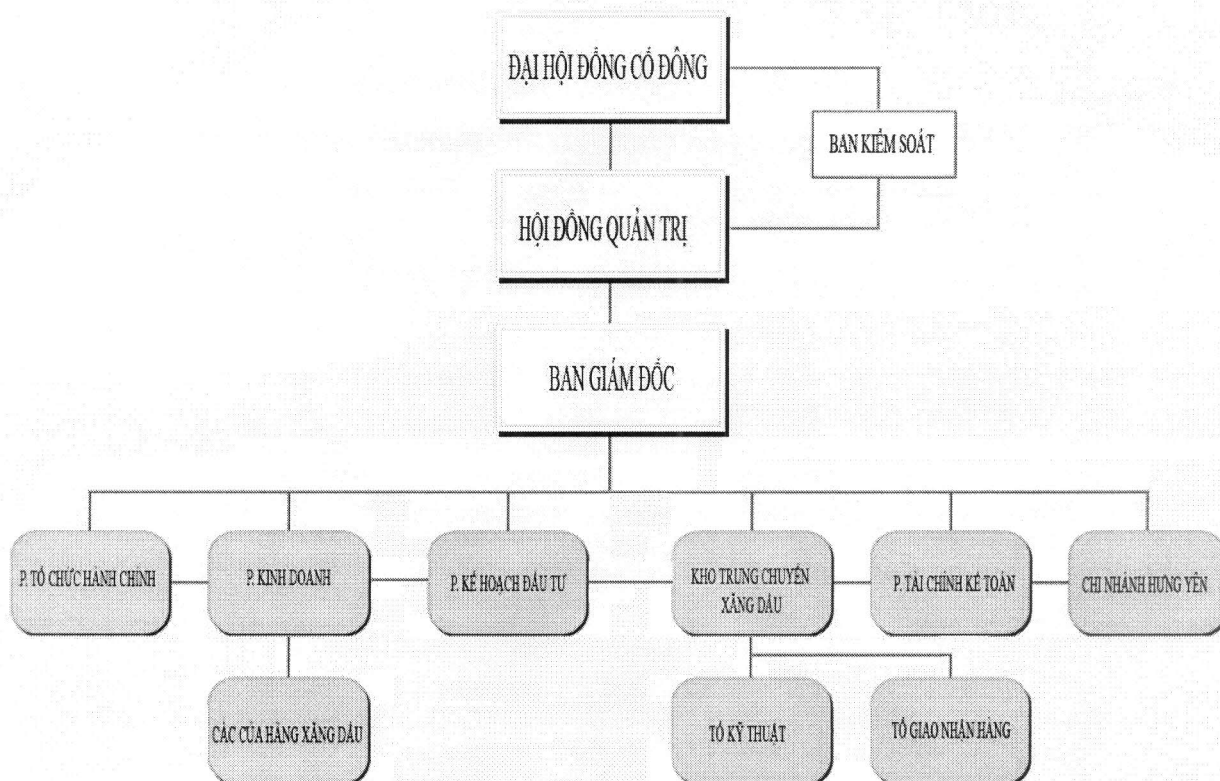 ĐẠI HỘI ĐỒNG CỔ ĐÔNG
BAN KIỂM SOÁT
HỘI ĐỒNG QUẢN TRỊ
BAN GIÁM ĐỐC
P. TỔ CHỨC HÀNH CHÍNH
P. KINH DOANH
P. KẾ HOẠCH ĐẦU TƯ
KHO TRUNG CHUYỂN
XĂNG DẦU
P. TÀI CHÍNH KẾ TOÁN
CHI NHÁNH HƯNG YÊN
CÁC CỬA HÀNG XĂNG DẦU
TỔ KỸ THUẬT
TỔ GIAO NHẬN HÀNG